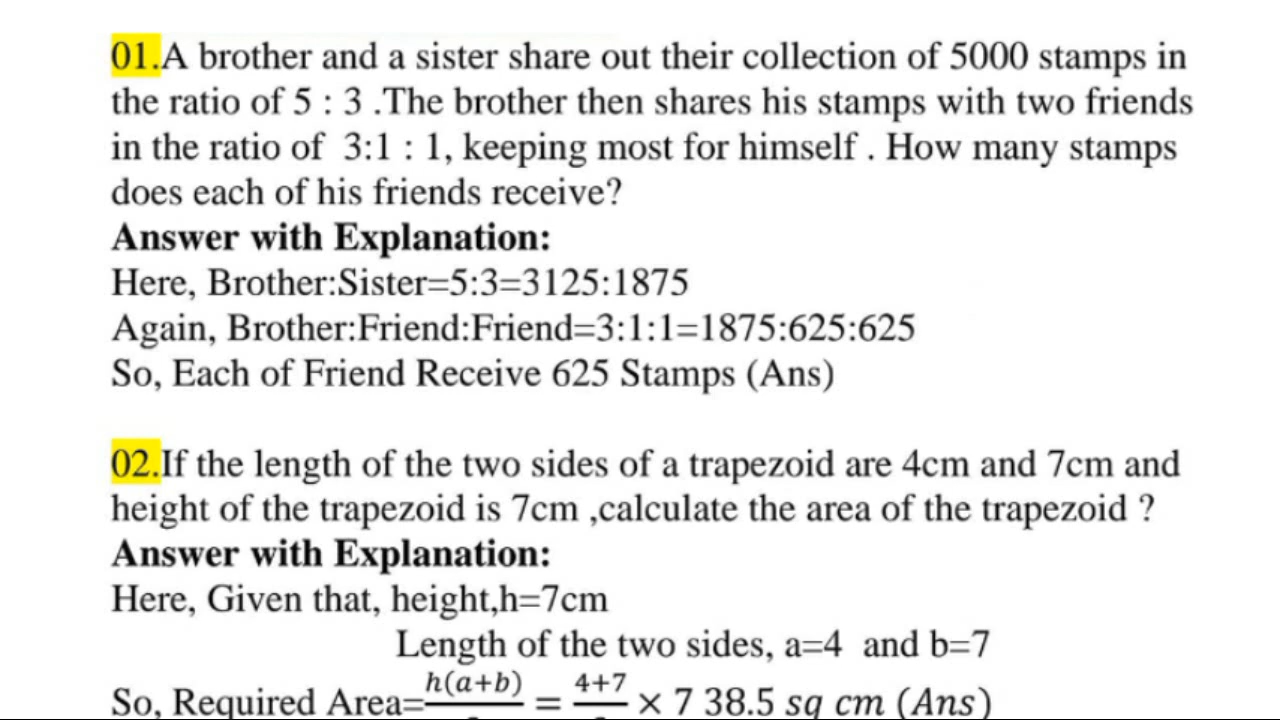 01.A brother and a sister share out their collection of 5000 stamps in
the ratio of 5 : 3 .The brother then shares his stamps with two friends
in the ratio of 3:1 : 1, keeping most for himself . How many stamps
does each of his friends receive?
Answer with Explanation:
Here, Brother:Sister=5:3=3125:1875
Again, Brother:Friend:Friend=3:1:1=1875:625:625
So, Each of Friend Receive 625 Stamps (Ans)
02.If the length of the two sides of a trapezoid are 4cm and 7cm and
height of the trapezoid is 7cm ,calculate the area of the trapezoid ?
Answer with Explanation:
Here, Given that, height,h=7cm
Length of the two sides, a=4 and b=7
So, Required Area= h(a+b) = 4+7 × 7 38.5 sq cm (Ans)